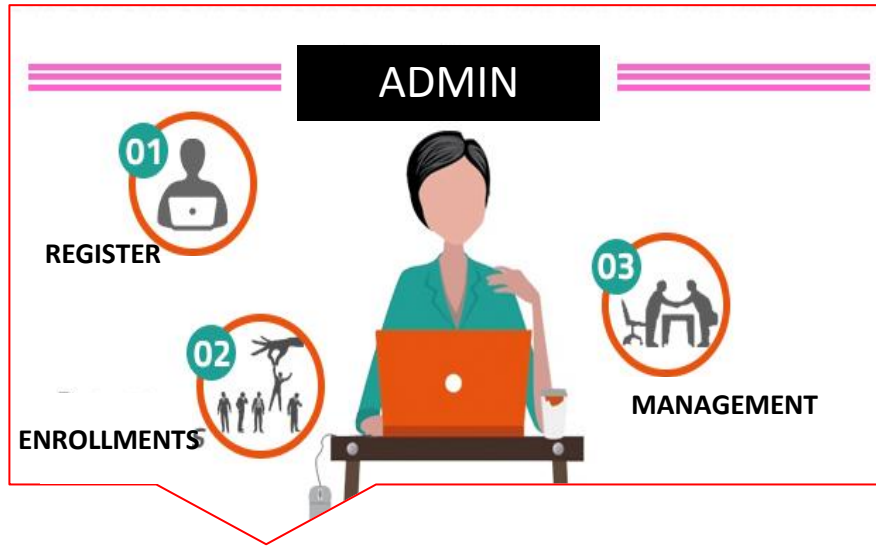 ADMIN
01
REGISTER
02
ENROLLMENTS
03
MANAGEMENT